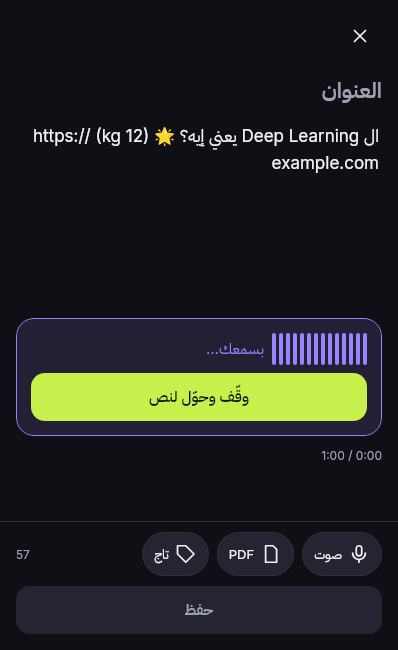 العنوان
ال Deep Learning يعني إيه؟ 🌟 (12 kg) https://
example.com
بسمعك...
وقّف وحوّل لنص
0:00 / 1:00
صوت
PDF
تاج
57
حفظ